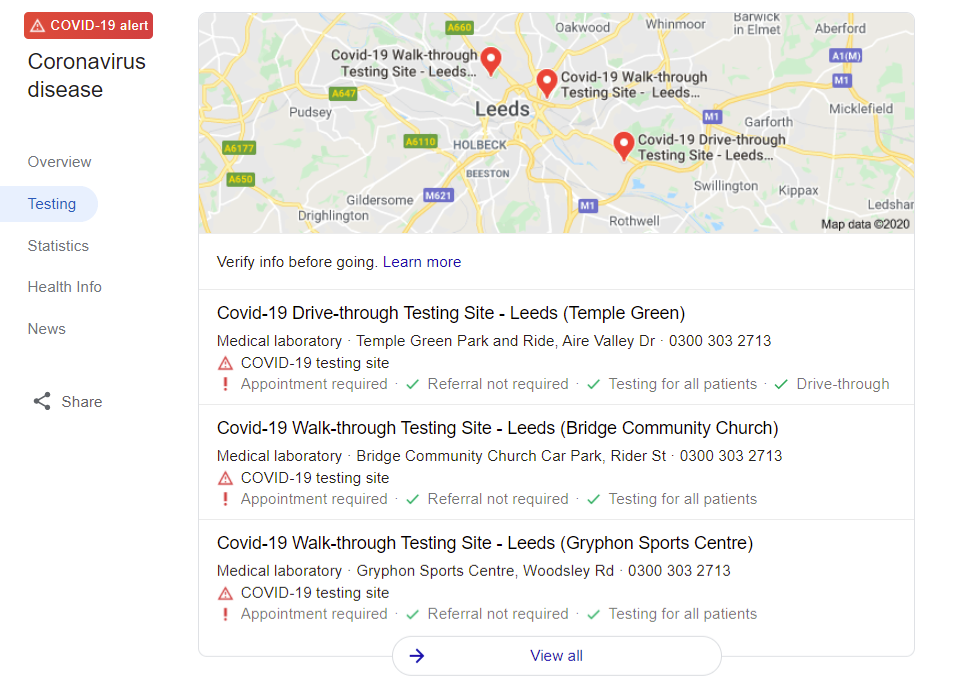 COVID-19 alert
Coronavirus
disease
Overview
Testing
Statistics
Health Info
News
Share
A660
Oakwood
Whinmoor
Barwick
in Elmet
Aberford
Covid-19 Walk-through
Testing Site - Leeds...
Covid-19 Walk-through
Testing Site - Leeds...
A1(M)
M1
A647
Leeds
Pudsey
Micklefield
M1
Garforth
A6177
A6110
HOLBECK
Covid-19 Drive-through
Testing Site - Leeds...
A650
BEESTON
Swillington
Kippax
Gildersome
M621
M1
Ledshar
Drighlington
Rothwell
Map data ©2020
Verify info before going. Learn more
Covid-19 Drive-through Testing Site - Leeds (Temple Green)
Medical laboratory · Temple Green Park and Ride, Aire Valley Dr · 0300 303 2713
COVID-19 testing site
Appointment required · Referral not required · Testing for all patients · Drive-through
Covid-19 Walk-through Testing Site - Leeds (Bridge Community Church)
Medical laboratory · Bridge Community Church Car Park, Rider St · 0300 303 2713
COVID-19 testing site
Appointment required · Referral not required · Testing for all patients
Covid-19 Walk-through Testing Site - Leeds (Gryphon Sports Centre)
Medical laboratory · Gryphon Sports Centre, Woodsley Rd · 0300 303 2713
COVID-19 testing site
Appointment required · Referral not required · Testing for all patients
View all